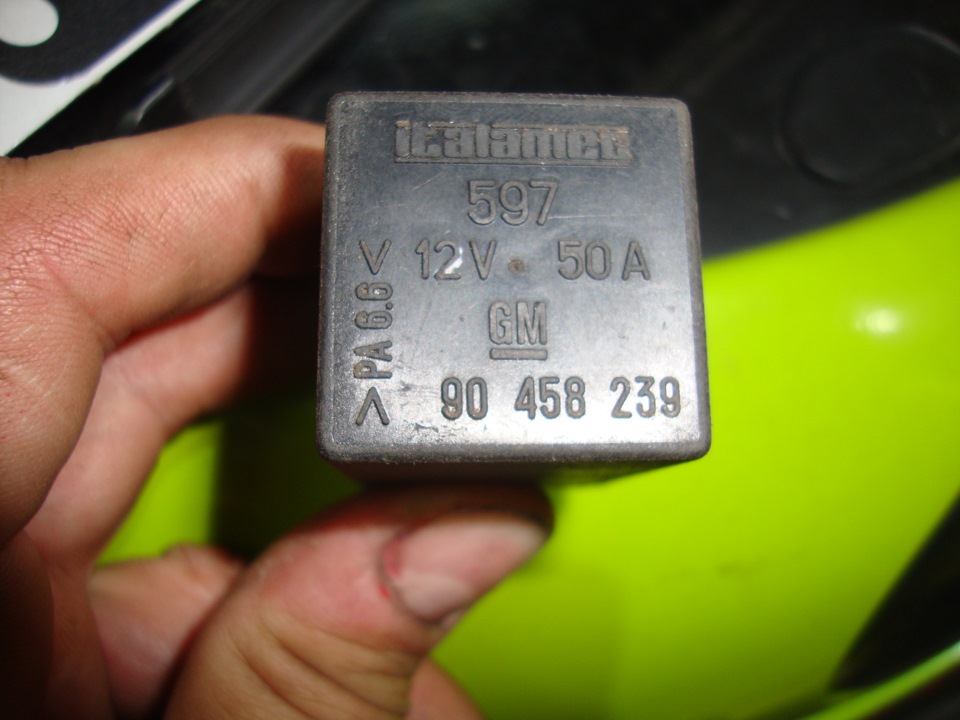 italamec
597
12V · 50A
GM
90 458 239
>PA 6.6<